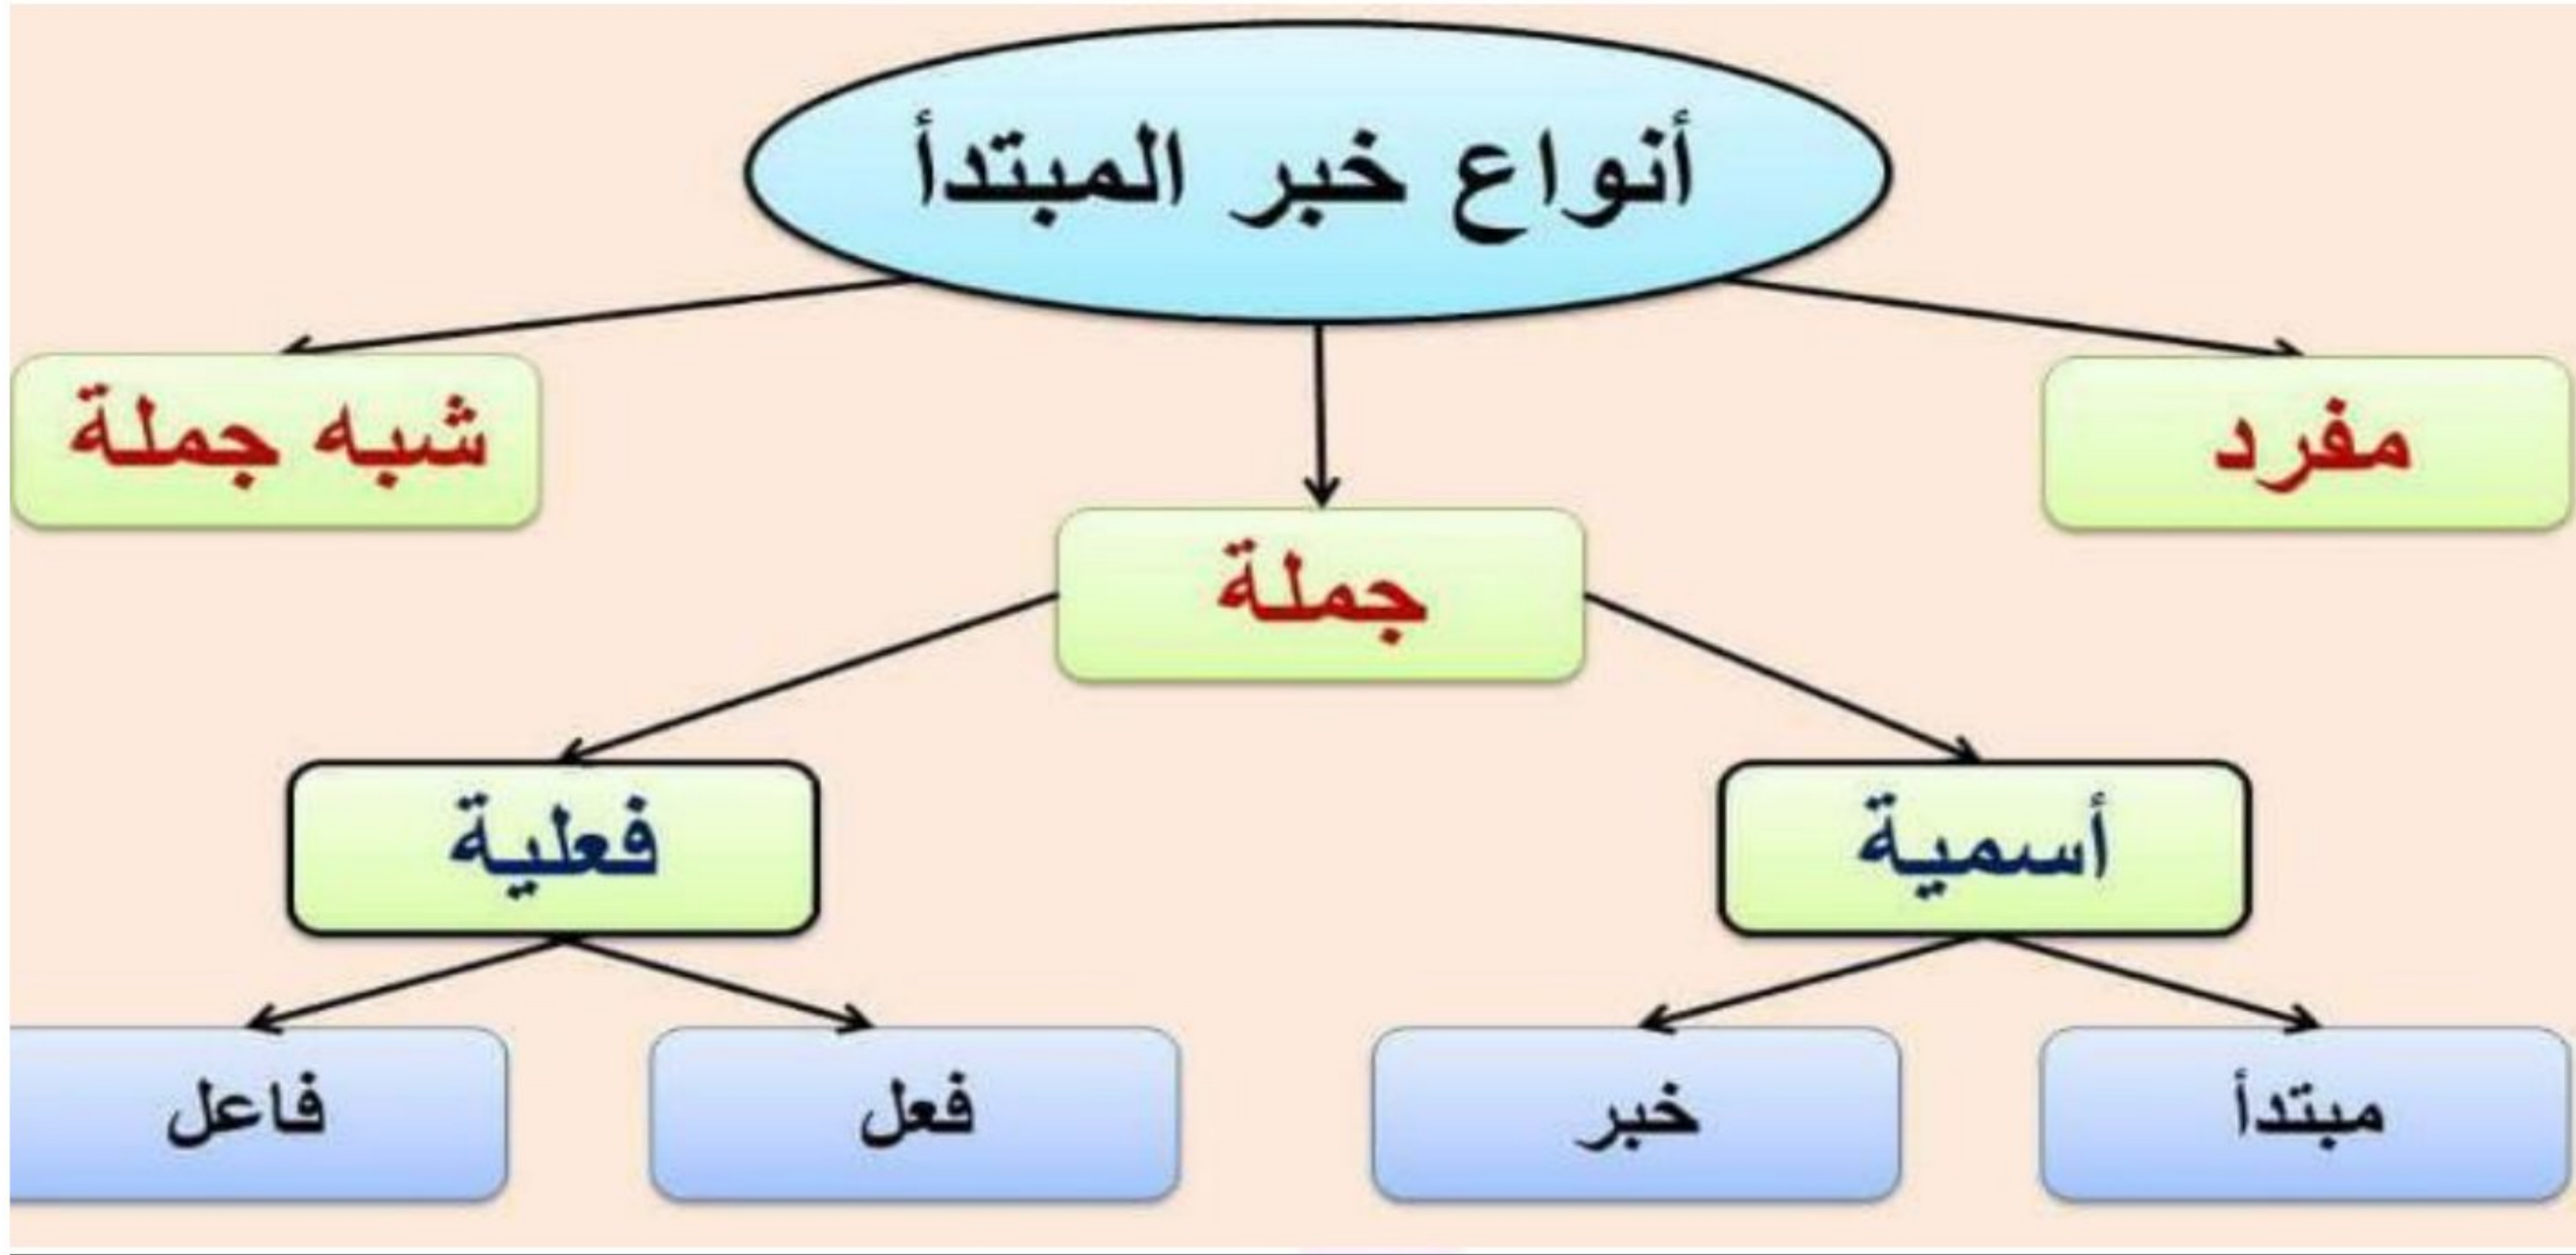 أنواع خبر المبتدأ
مفرد
شبه جملة
جملة
أسمية
فعلية
مبتدأ
خبر
فعل
فاعل